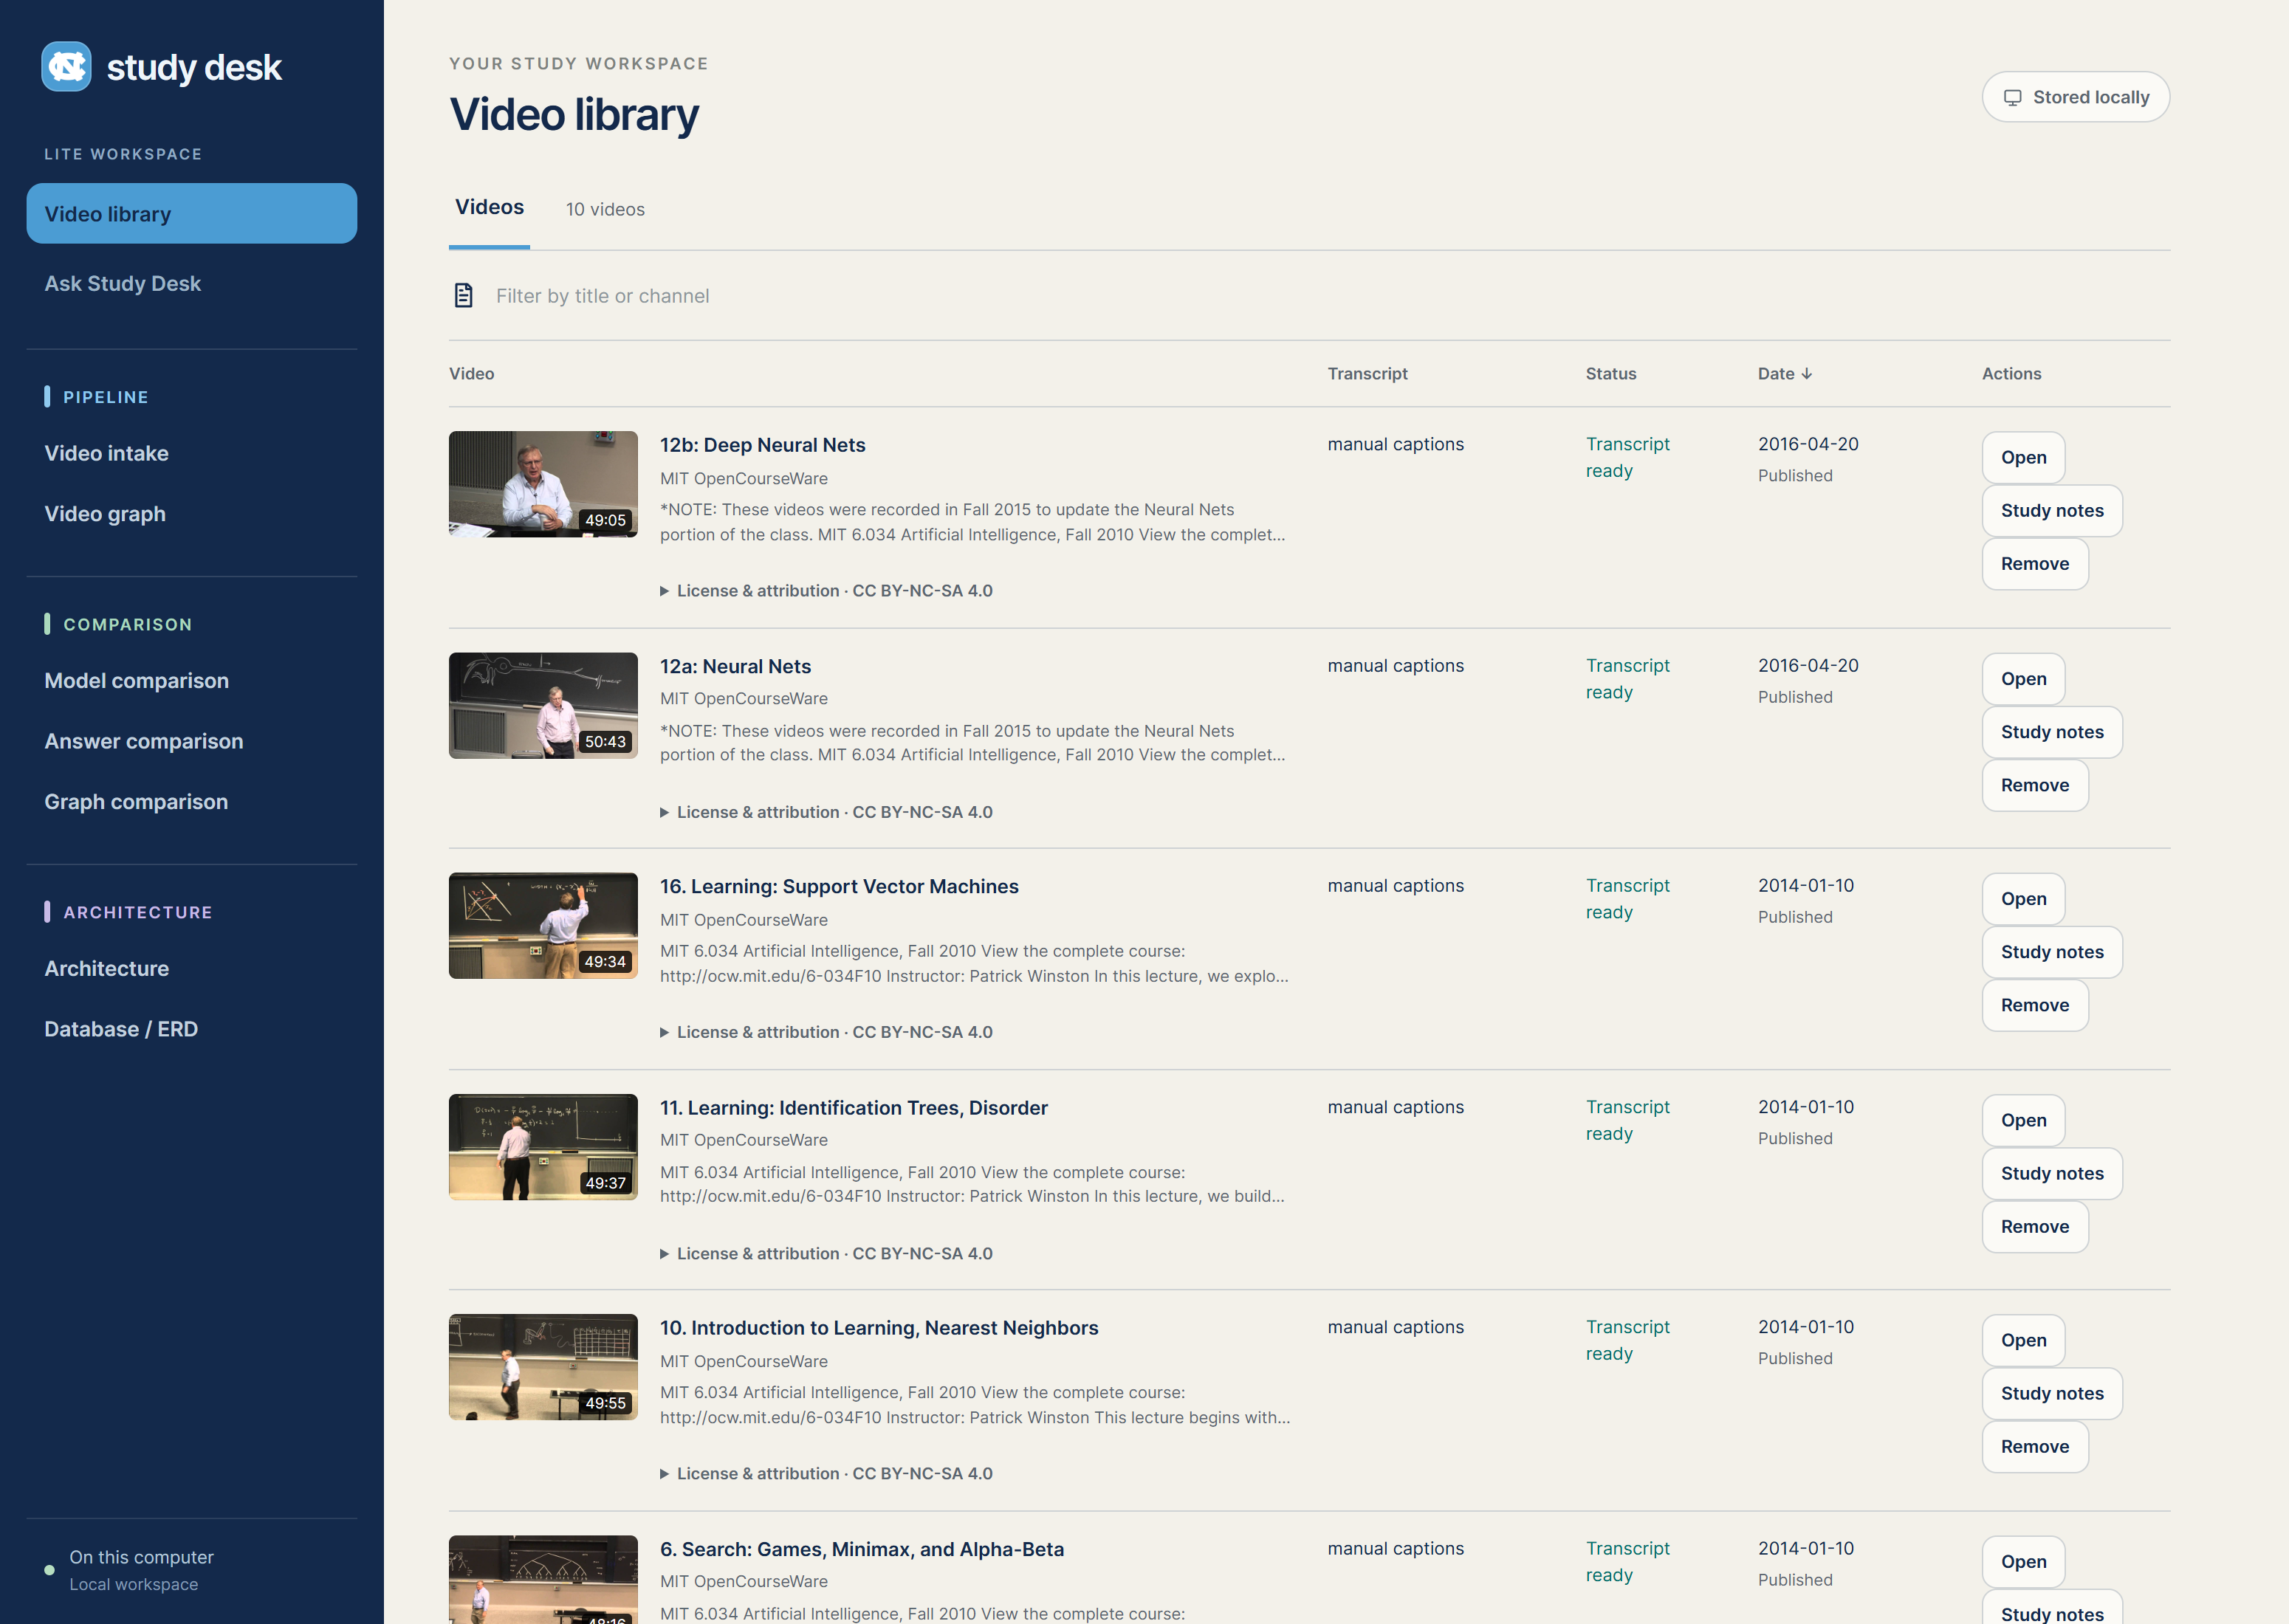 study desk
LITE WORKSPACE
Video library
Ask Study Desk
PIPELINE
Video intake
Video graph
COMPARISON
Model comparison
Answer comparison
Graph comparison
ARCHITECTURE
Architecture
Database / ERD
On this computer
Local workspace
YOUR STUDY WORKSPACE
Video library
Stored locally
Videos
10 videos
Filter by title or channel
Video
Transcript
Status
Date ↓
Actions
49:05
12b: Deep Neural Nets
MIT OpenCourseWare
*NOTE: These videos were recorded in Fall 2015 to update the Neural Nets
portion of the class. MIT 6.034 Artificial Intelligence, Fall 2010 View the complet...
License & attribution · CC BY-NC-SA 4.0
manual captions
Transcript
ready
2016-04-20
Published
Open
Study notes
Remove
50:43
12a: Neural Nets
MIT OpenCourseWare
*NOTE: These videos were recorded in Fall 2015 to update the Neural Nets
portion of the class. MIT 6.034 Artificial Intelligence, Fall 2010 View the complet...
License & attribution · CC BY-NC-SA 4.0
manual captions
Transcript
ready
2016-04-20
Published
Open
Study notes
Remove
49:34
16. Learning: Support Vector Machines
MIT OpenCourseWare
MIT 6.034 Artificial Intelligence, Fall 2010 View the complete course:
http://ocw.mit.edu/6-034F10 Instructor: Patrick Winston In this lecture, we explo...
License & attribution · CC BY-NC-SA 4.0
manual captions
Transcript
ready
2014-01-10
Published
Open
Study notes
Remove
49:37
11. Learning: Identification Trees, Disorder
MIT OpenCourseWare
MIT 6.034 Artificial Intelligence, Fall 2010 View the complete course:
http://ocw.mit.edu/6-034F10 Instructor: Patrick Winston In this lecture, we build...
License & attribution · CC BY-NC-SA 4.0
manual captions
Transcript
ready
2014-01-10
Published
Open
Study notes
Remove
49:55
10. Introduction to Learning, Nearest Neighbors
MIT OpenCourseWare
MIT 6.034 Artificial Intelligence, Fall 2010 View the complete course:
http://ocw.mit.edu/6-034F10 Instructor: Patrick Winston This lecture begins with...
License & attribution · CC BY-NC-SA 4.0
manual captions
Transcript
ready
2014-01-10
Published
Open
Study notes
Remove
6. Search: Games, Minimax, and Alpha-Beta
MIT OpenCourseWare
MIT 6.034 Artificial Intelligence, Fall 2010 View the complete course:
manual captions
Transcript
ready
2014-01-10
Published
Open
Study notes